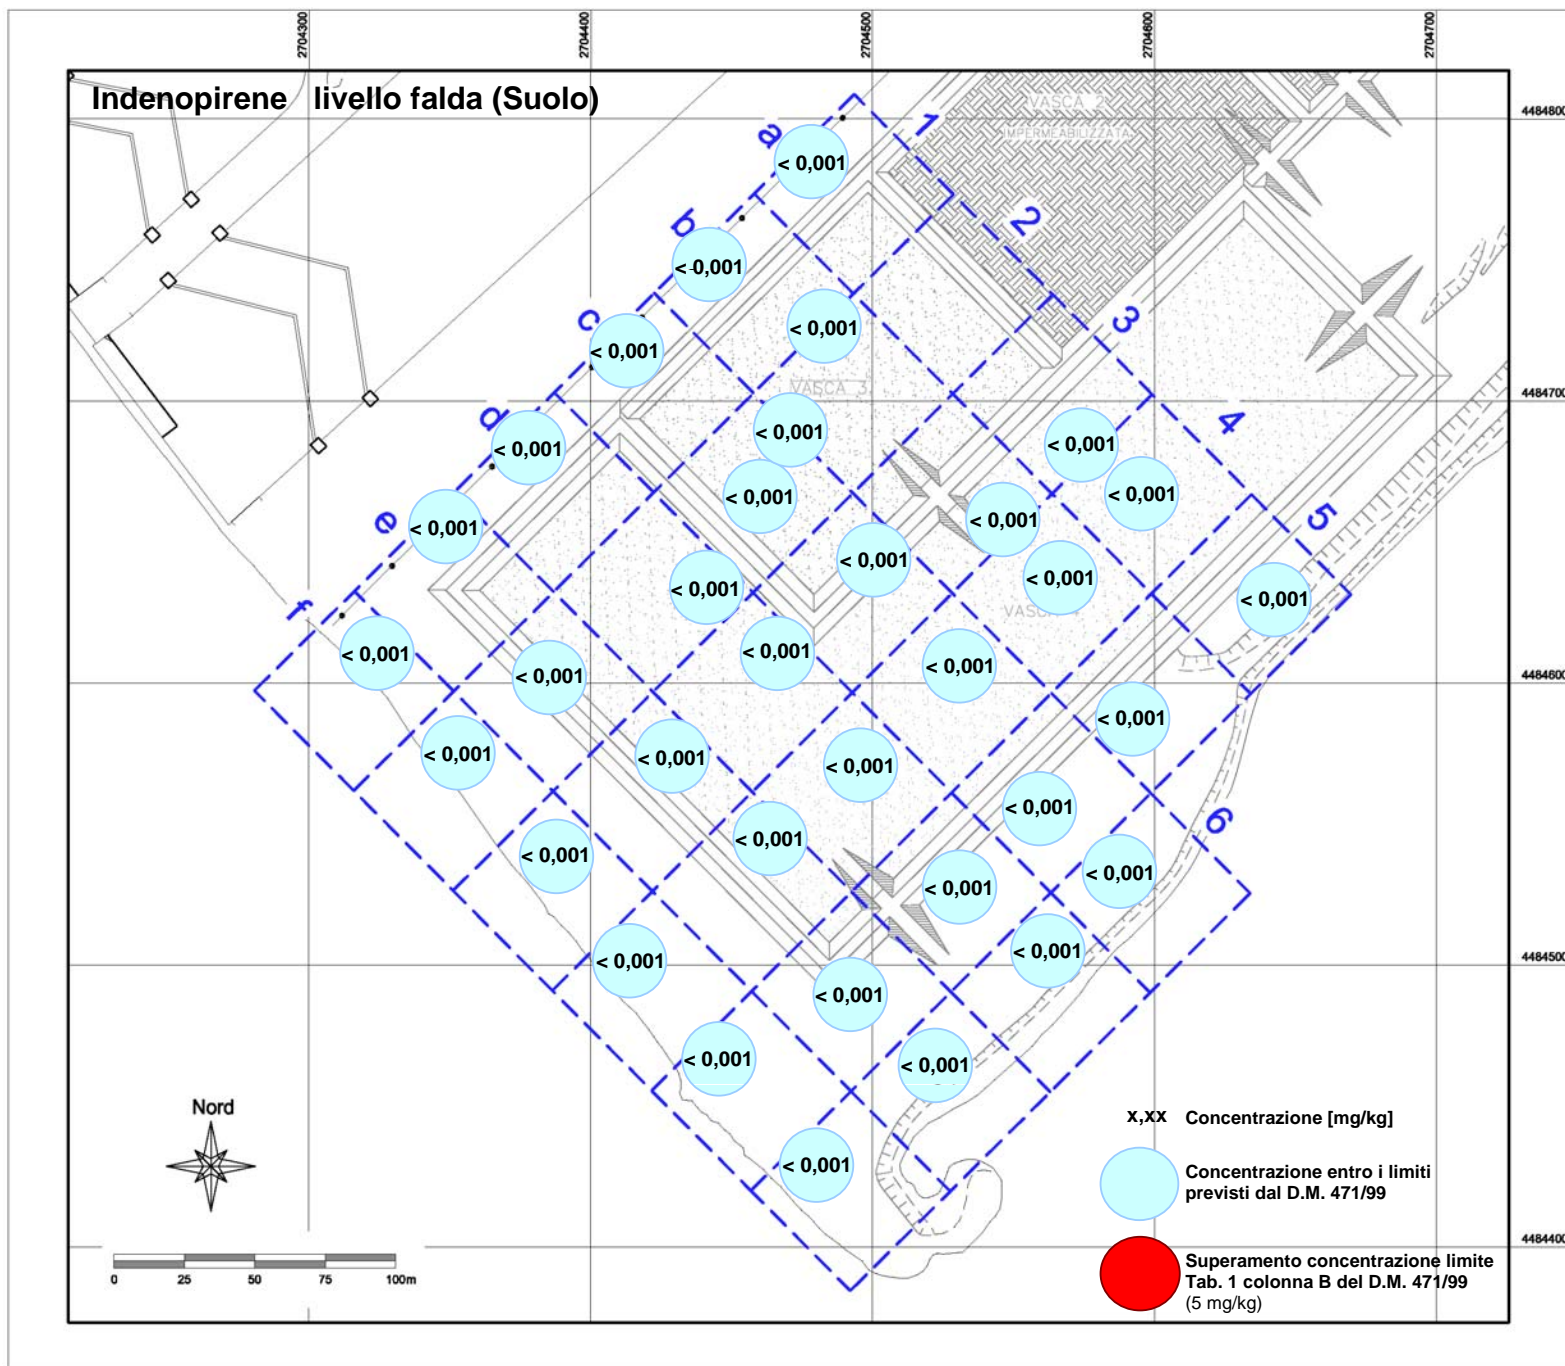 2704300
2704400
2704500
2704600
2704700
Indenopirene livello falda (Suolo)
VASCA 2
IMPERMEABILIZZATA
4484800
a
1
< 0,001
b
2
< 0,001
c
3
< 0,001
< 0,001
VASCA 3
4484700
d
4
< 0,001
< 0,001
< 0,001
< 0,001
< 0,001
e
5
< 0,001
< 0,001
< 0,001
< 0,001
< 0,001
< 0,001
f
< 0,001
< 0,001
< 0,001
< 0,001
< 0,001
4484600
< 0,001
< 0,001
< 0,001
< 0,001
< 0,001
6
< 0,001
< 0,001
< 0,001
< 0,001
< 0,001
< 0,001
< 0,001
4484500
< 0,001
< 0,001
< 0,001
Nord
x,xx Concentrazione [mg/kg]
< 0,001
Concentrazione entro i limiti
previsti dal D.M. 471/99
4484400
Superamento concentrazione limite
Tab. 1 colonna B del D.M. 471/99
(5 mg/kg)
0 25 50 75 100m